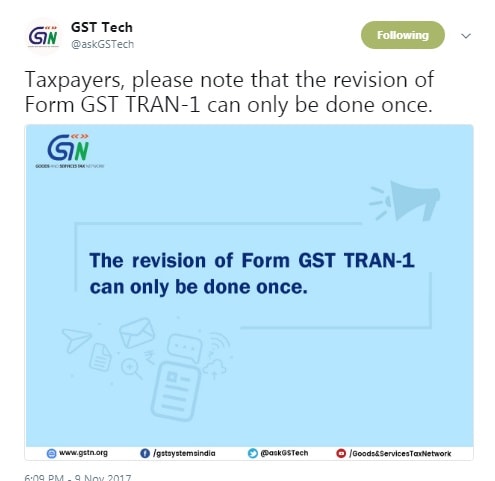 GST Tech
@askGSTech
Following
Taxpayers, please note that the revision of
Form GST TRAN-1 can only be done once.
GSTN
GOODS AND SERVICES TAX NETWORK
The revision of Form GST TRAN-1
can only be done once.
www.gstn.org /gstsystemsindia @askGSTech /Goods&ServicesTaxNetwork
6:09 PM - 9 Nov 2017